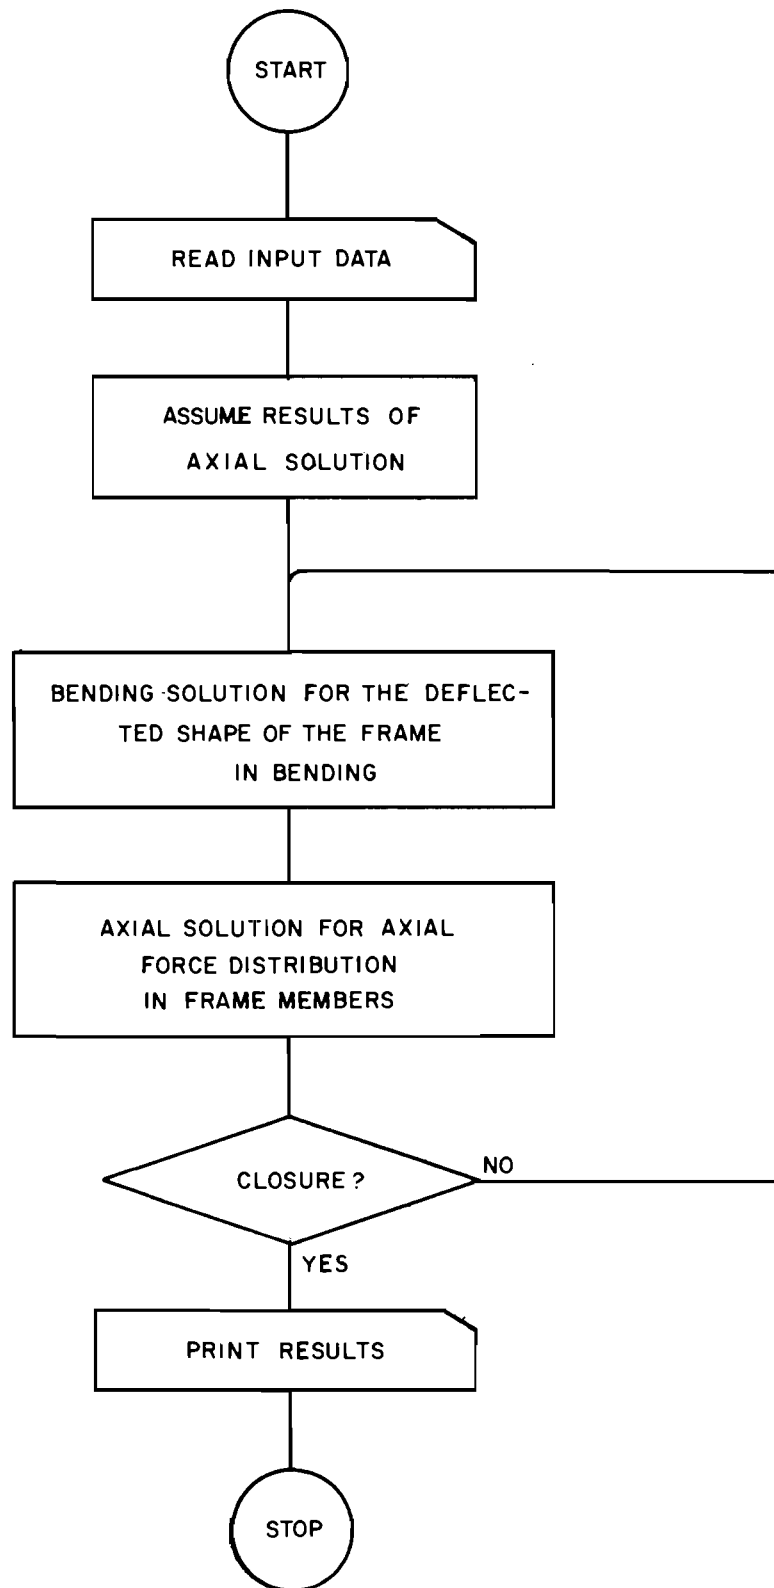 START
READ INPUT DATA
ASSUME RESULTS OF
AXIAL SOLUTION
BENDING SOLUTION FOR THE DEFLEC-
TED SHAPE OF THE FRAME
IN BENDING
AXIAL SOLUTION FOR AXIAL
FORCE DISTRIBUTION
IN FRAME MEMBERS
CLOSURE?
NO
YES
PRINT RESULTS
STOP